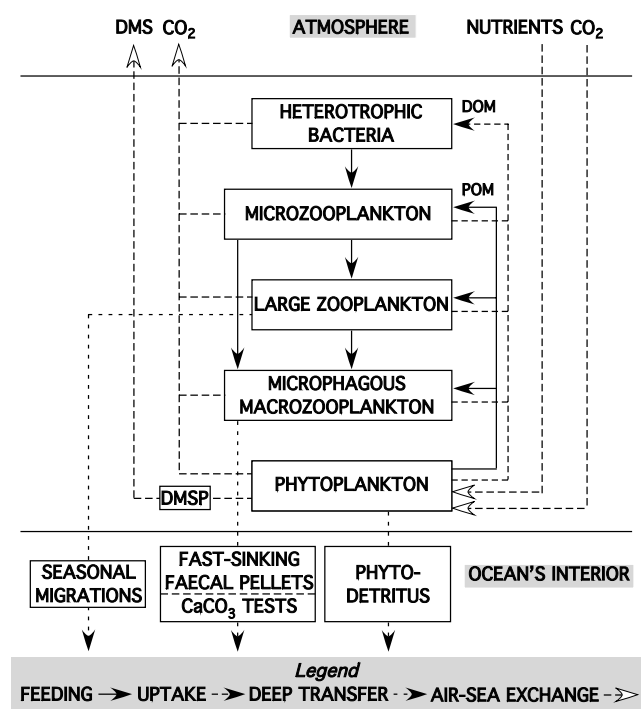 DMS CO₂ ATMOSPHERE NUTRIENTS CO₂
HETEROTROPHIC
BACTERIA
DOM
MICROZOOPLANKTON
POM
LARGE ZOOPLANKTON
MICROPHAGOUS
MACROZOOPLANKTON
PHYTOPLANKTON
DMSP
SEASONAL
MIGRATIONS
FAST-SINKING
FAECAL PELLETS
CaCO₃ TESTS
PHYTO-
DETRITUS
OCEAN'S INTERIOR
Legend
FEEDING UPTAKE DEEP TRANSFER AIR-SEA EXCHANGE